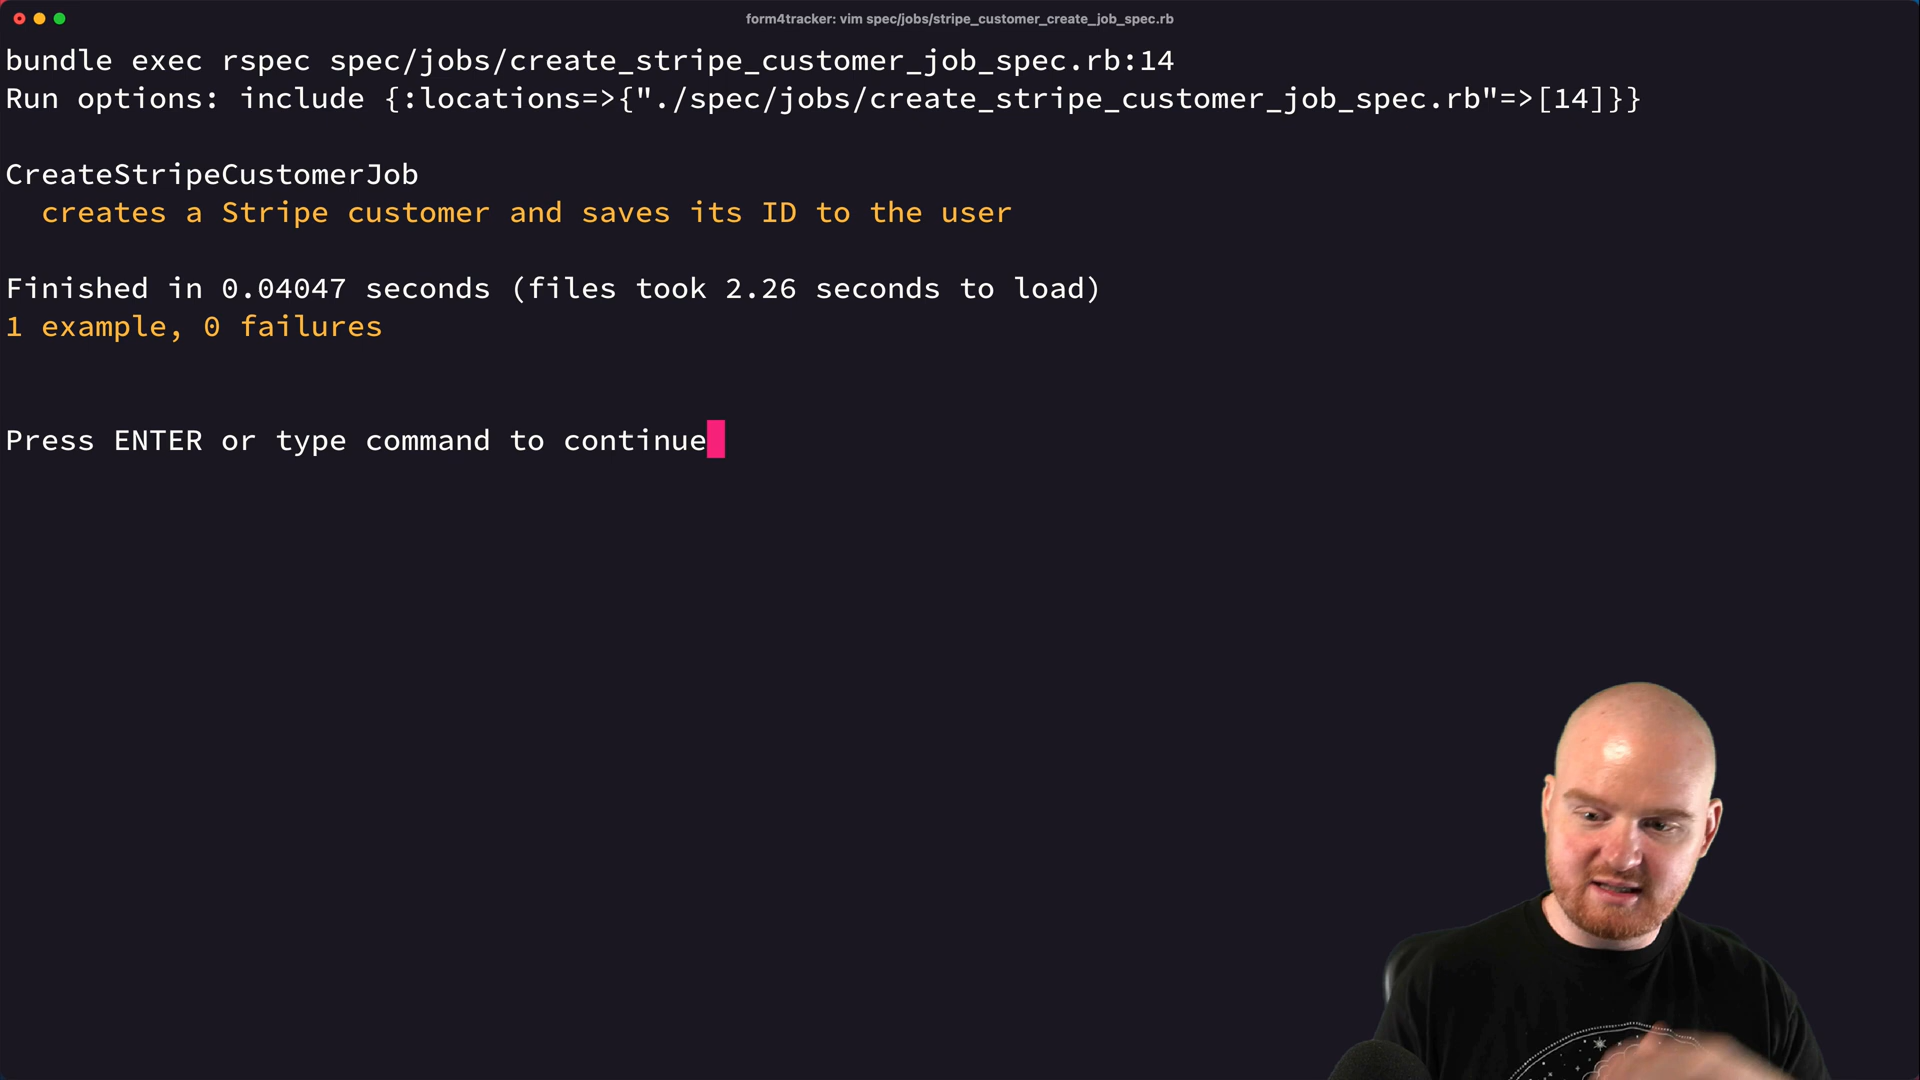 form4tracker: vim spec/jobs/stripe_customer_create_job_spec.rb
bundle exec rspec spec/jobs/create_stripe_customer_job_spec.rb:14
Run options: include {:locations=>{"./spec/jobs/create_stripe_customer_job_spec.rb"=>[14]}}
CreateStripeCustomerJob
  creates a Stripe customer and saves its ID to the user
Finished in 0.04047 seconds (files took 2.26 seconds to load)
1 example, 0 failures
Press ENTER or type command to continue